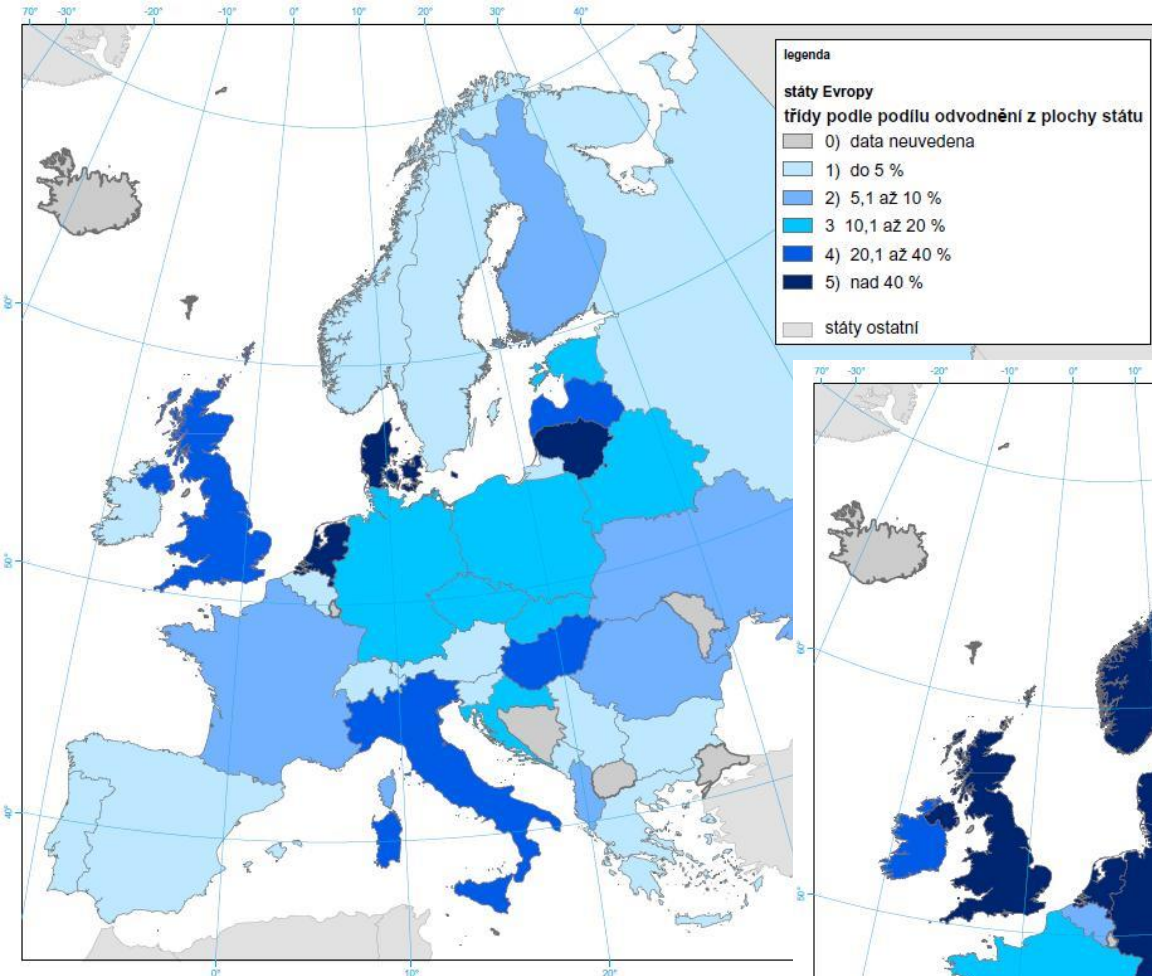 70° -30° -20° -10° 0° 10° 20° 30° 40°
legenda
státy Evropy
třídy podle podílu odvodnění z plochy státu
0) data neuvedena
1) do 5 %
2) 5,1 až 10 %
3 10,1 až 20 %
4) 20,1 až 40 %
5) nad 40 %
státy ostatní
60°
50°
40°
0° 10° 20°
70° -30° -20° -10° 0° 10°
60°
50°